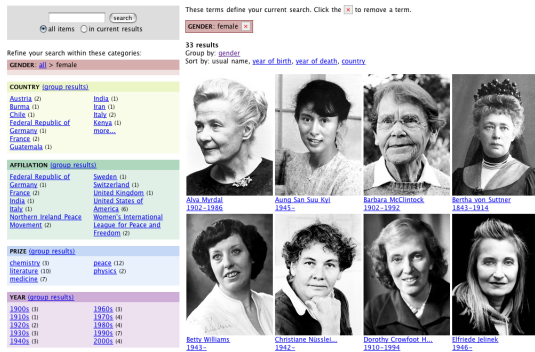 search
all items in current results
Refine your search within these categories:
GENDER: all > female
COUNTRY (group results)
Austria (2)
Burma (1)
Chile (1)
Federal Republic of
Germany (1)
France (2)
Guatemala (1)
India (1)
Iran (1)
Italy (2)
Kenya (1)
more...
AFFILIATION (group results)
Federal Republic of
Germany (1)
France (2)
India (1)
Italy (1)
Northern Ireland Peace
Movement (2)
Sweden (1)
Switzerland (1)
United Kingdom (1)
United States of
America (6)
Women's International
League for Peace and
Freedom (2)
PRIZE (group results)
chemistry (3)
literature (10)
medicine (7)
peace (12)
physics (2)
YEAR (group results)
1900s (3)
1910s (1)
1920s (2)
1930s (3)
1940s (3)
1960s (3)
1970s (4)
1980s (4)
1990s (6)
2000s (4)
These terms define your current search. Click the x to remove a term.
GENDER: female x
33 results
Group by: gender
Sort by: usual name, year of birth, year of death, country
Alva Myrdal
1902-1986
Aung San Suu Kyi
1945-
Barbara McClintock
1902-1992
Bertha von Suttner
1843-1914
Betty Williams
1943-
Christiane Nüsslei...
1942-
Dorothy Crowfoot H...
1910-1994
Elfriede Jelinek
1946-